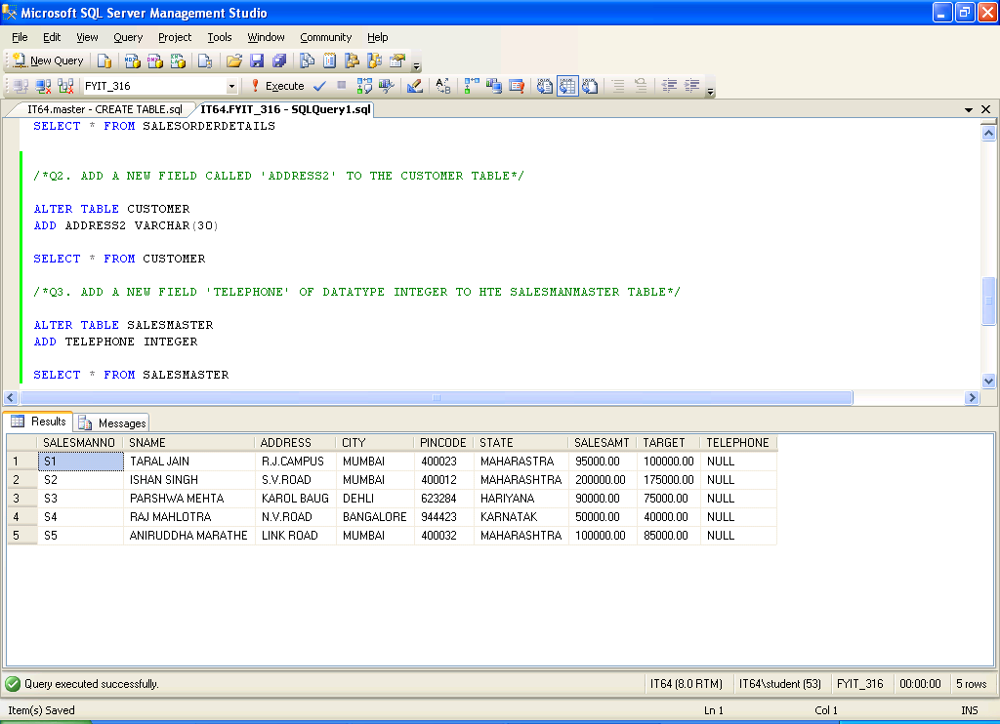 Microsoft SQL Server Management Studio
File Edit View Query Project Tools Window Community Help
New Query
FYIT_316 Execute
IT64.master - CREATE TABLE.sql IT64.FYIT_316 - SQLQuery1.sql
SELECT * FROM SALESORDERDETAILS
/*Q2. ADD A NEW FIELD CALLED 'ADDRESS2' TO THE CUSTOMER TABLE*/
ALTER TABLE CUSTOMER
ADD ADDRESS2 VARCHAR(30)
SELECT * FROM CUSTOMER
/*Q3. ADD A NEW FIELD 'TELEPHONE' OF DATATYPE INTEGER TO HTE SALESMANMASTER TABLE*/
ALTER TABLE SALESMASTER
ADD TELEPHONE INTEGER
SELECT * FROM SALESMASTER
Results Messages
SALESMANNO SNAME ADDRESS CITY PINCODE STATE SALESAMT TARGET TELEPHONE
1 S1 TARAL JAIN R.J.CAMPUS MUMBAI 400023 MAHARASTRA 95000.00 100000.00 NULL
2 S2 ISHAN SINGH S.V.ROAD MUMBAI 400012 MAHARASHTRA 200000.00 175000.00 NULL
3 S3 PARSHWA MEHTA KAROL BAUG DEHLI 623284 HARIYANA 90000.00 75000.00 NULL
4 S4 RAJ MAHLOTRA N.V.ROAD BANGALORE 944423 KARNATAK 50000.00 40000.00 NULL
5 S5 ANIRUDDHA MARATHE LINK ROAD MUMBAI 400032 MAHARASHTRA 100000.00 85000.00 NULL
Query executed successfully. IT64 (8.0 RTM) IT64\student (53) FYIT_316 00:00:00 5 rows
Item(s) Saved Ln 1 Col 1 INS